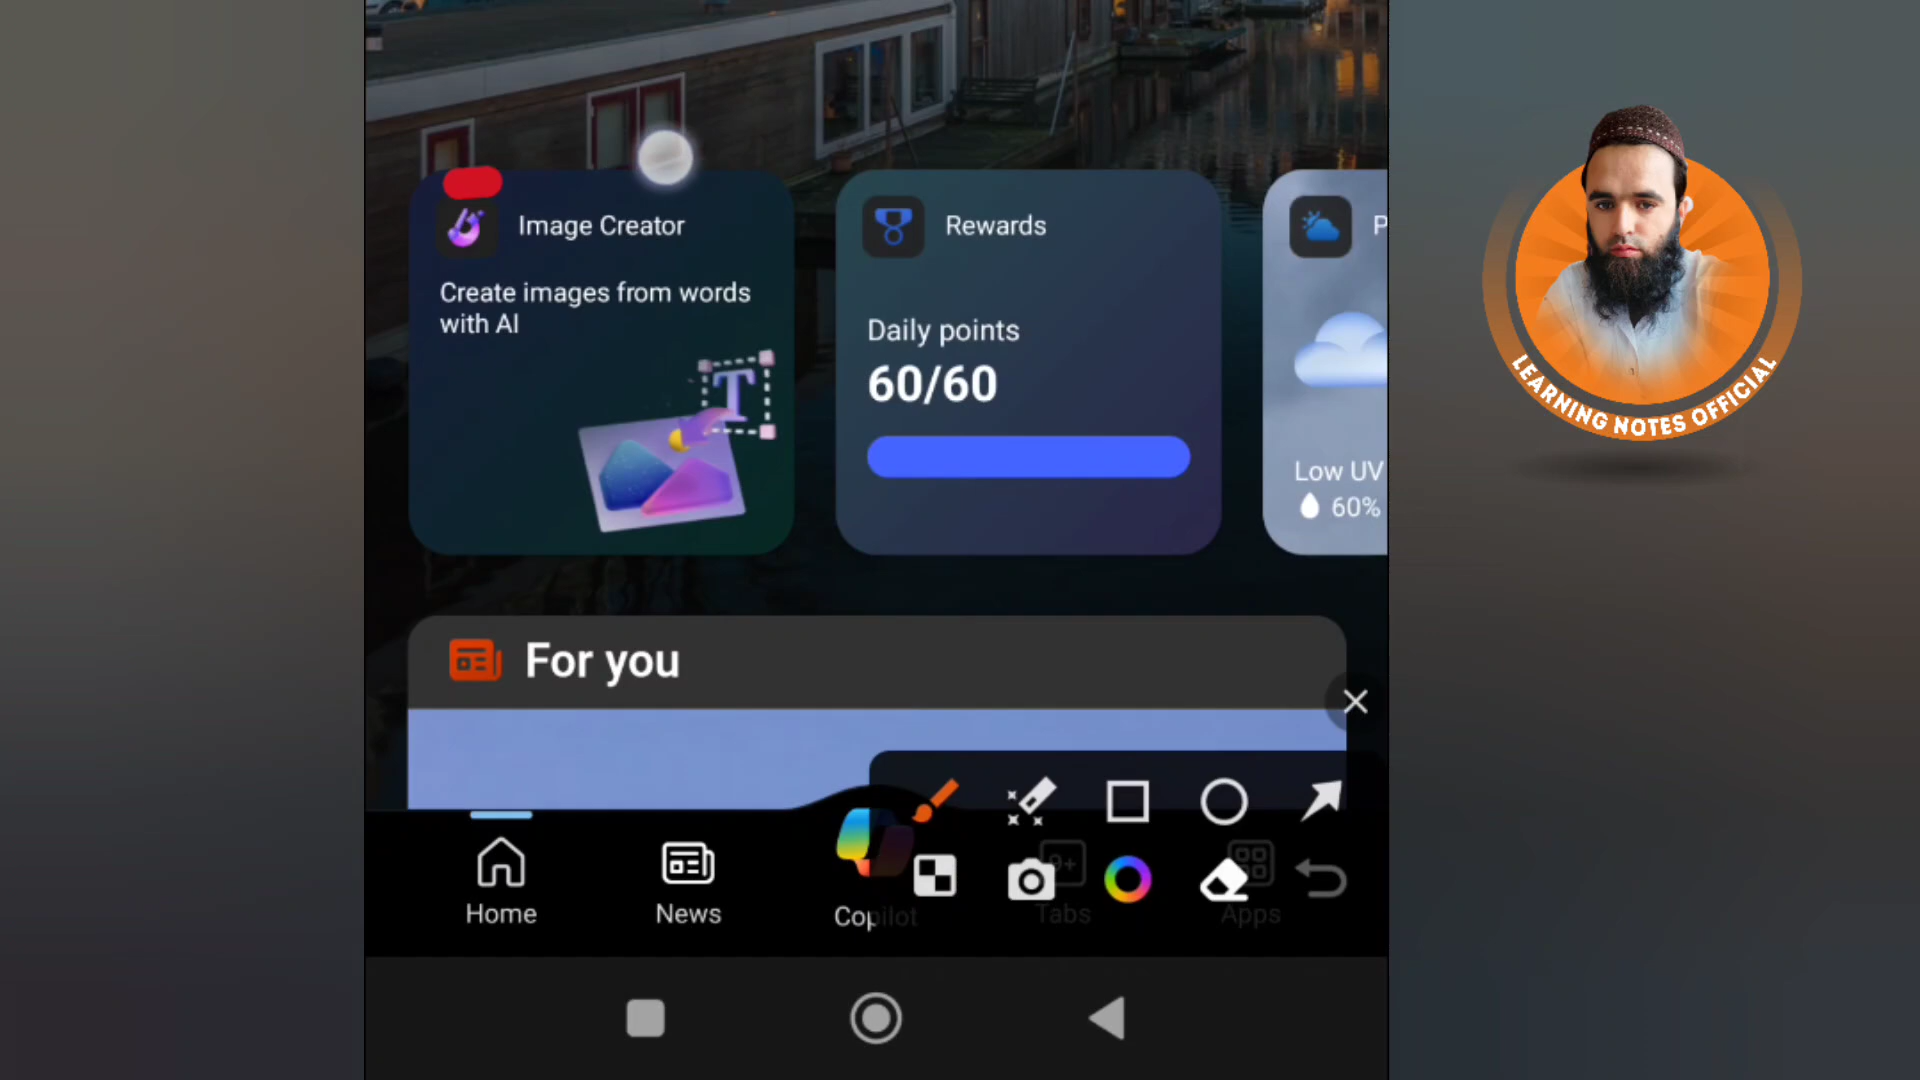 Image Creator
Create images from words
with AI
Rewards
Daily points
60/60
P
Low UV
60%
For you
Home
News
Copilot
9+
Tabs
Apps
T
LEARNING NOTES OFFICIAL